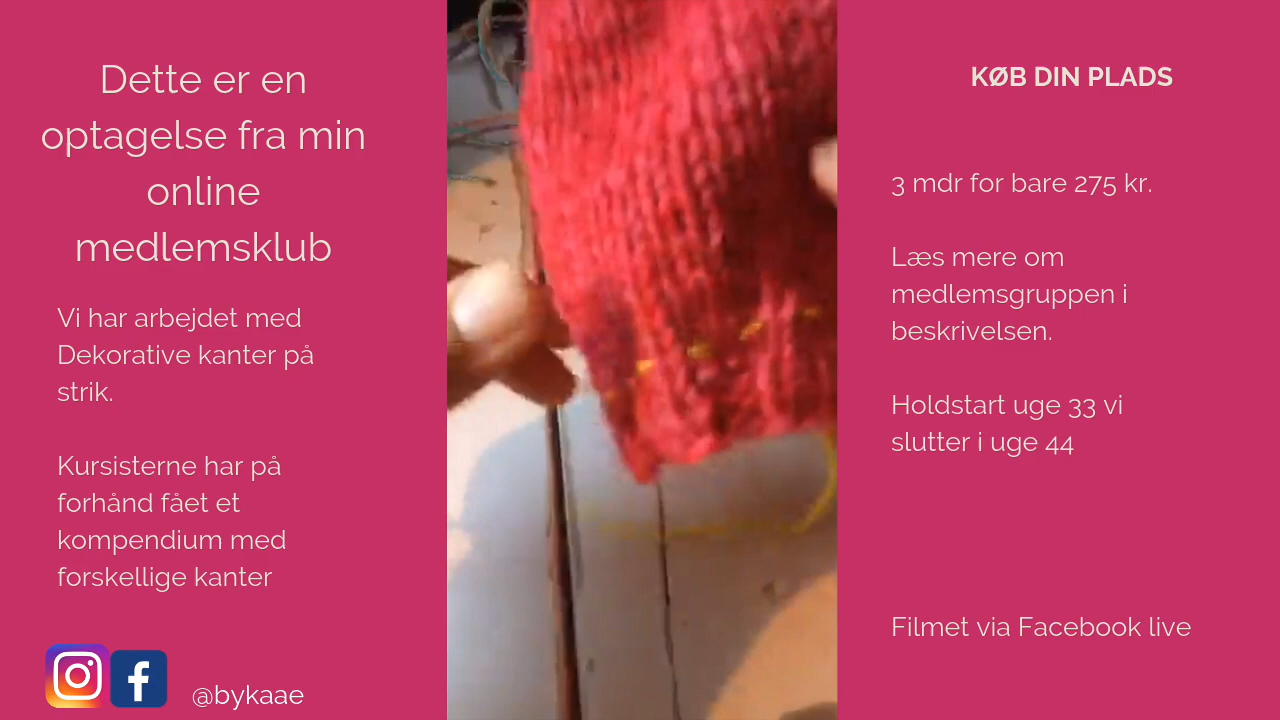 Dette er en
optagelse fra min
online
medlemsklub
Vi har arbejdet med
Dekorative kanter på
strik.
Kursisterne har på
forhånd fået et
kompendium med
forskellige kanter
@bykaae
KØB DIN PLADS
3 mdr for bare 275 kr.
Læs mere om
medlemsgruppen i
beskrivelsen.
Holdstart uge 33 vi
slutter i uge 44
Filmet via Facebook live